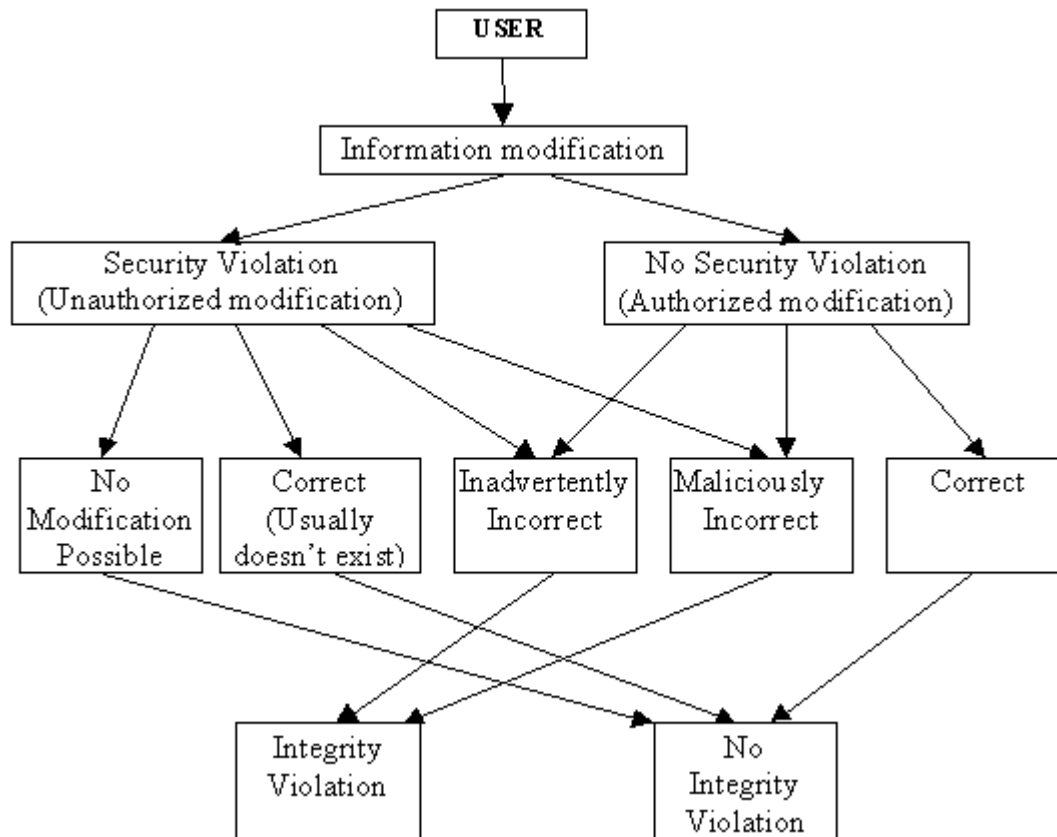 USER
Information modification
Security Violation
(Unauthorized modification)
No Security Violation
(Authorized modification)
No
Modification
Possible
Correct
(Usually
doesn't exist)
Inadvertently
Incorrect
Maliciously
Incorrect
Correct
Integrity
Violation
No
Integrity
Violation